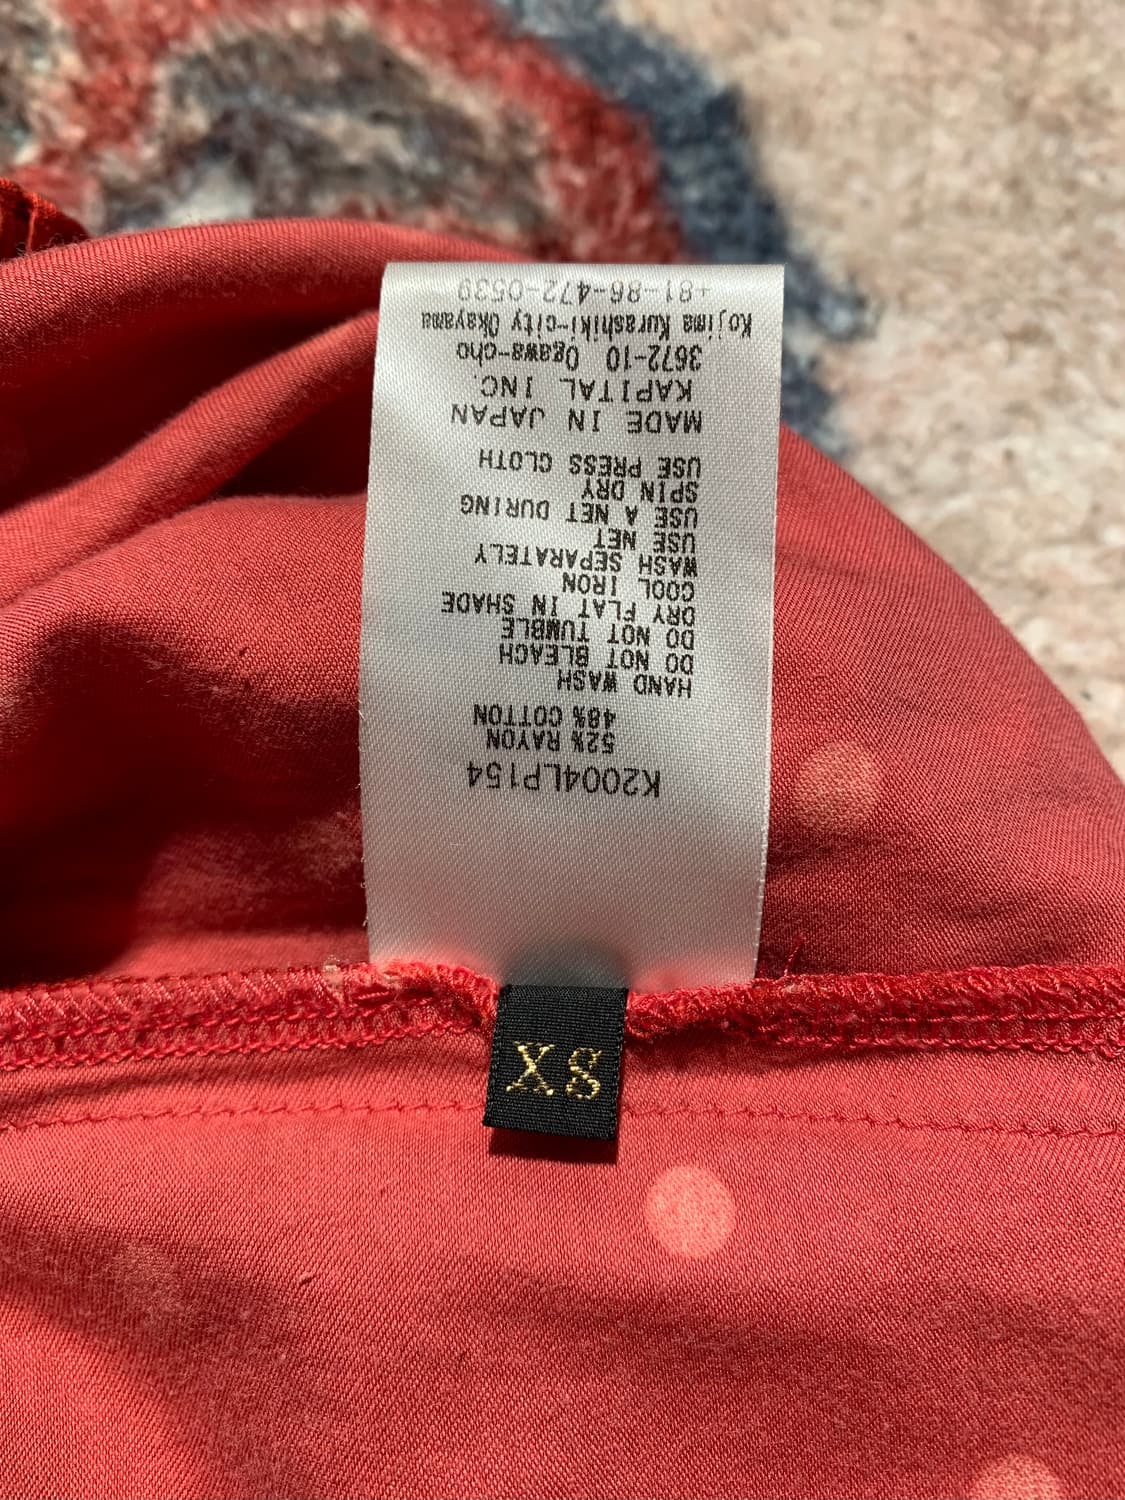 K2004LP154
52% RAYON
48% COTTON
HAND WASH
DO NOT BLEACH
DO NOT TUMBLE
DRY FLAT IN SHADE
COOL IRON
WASH SEPARATELY
USE NET
USE A NET DURING
SPIN DRY
USE PRESS CLOTH
MADE IN JAPAN
KAPITAL INC.
3672-10 Ogawa-cho
Kojima Kurashiki-city Okayama
+81-86-472-0539
XS